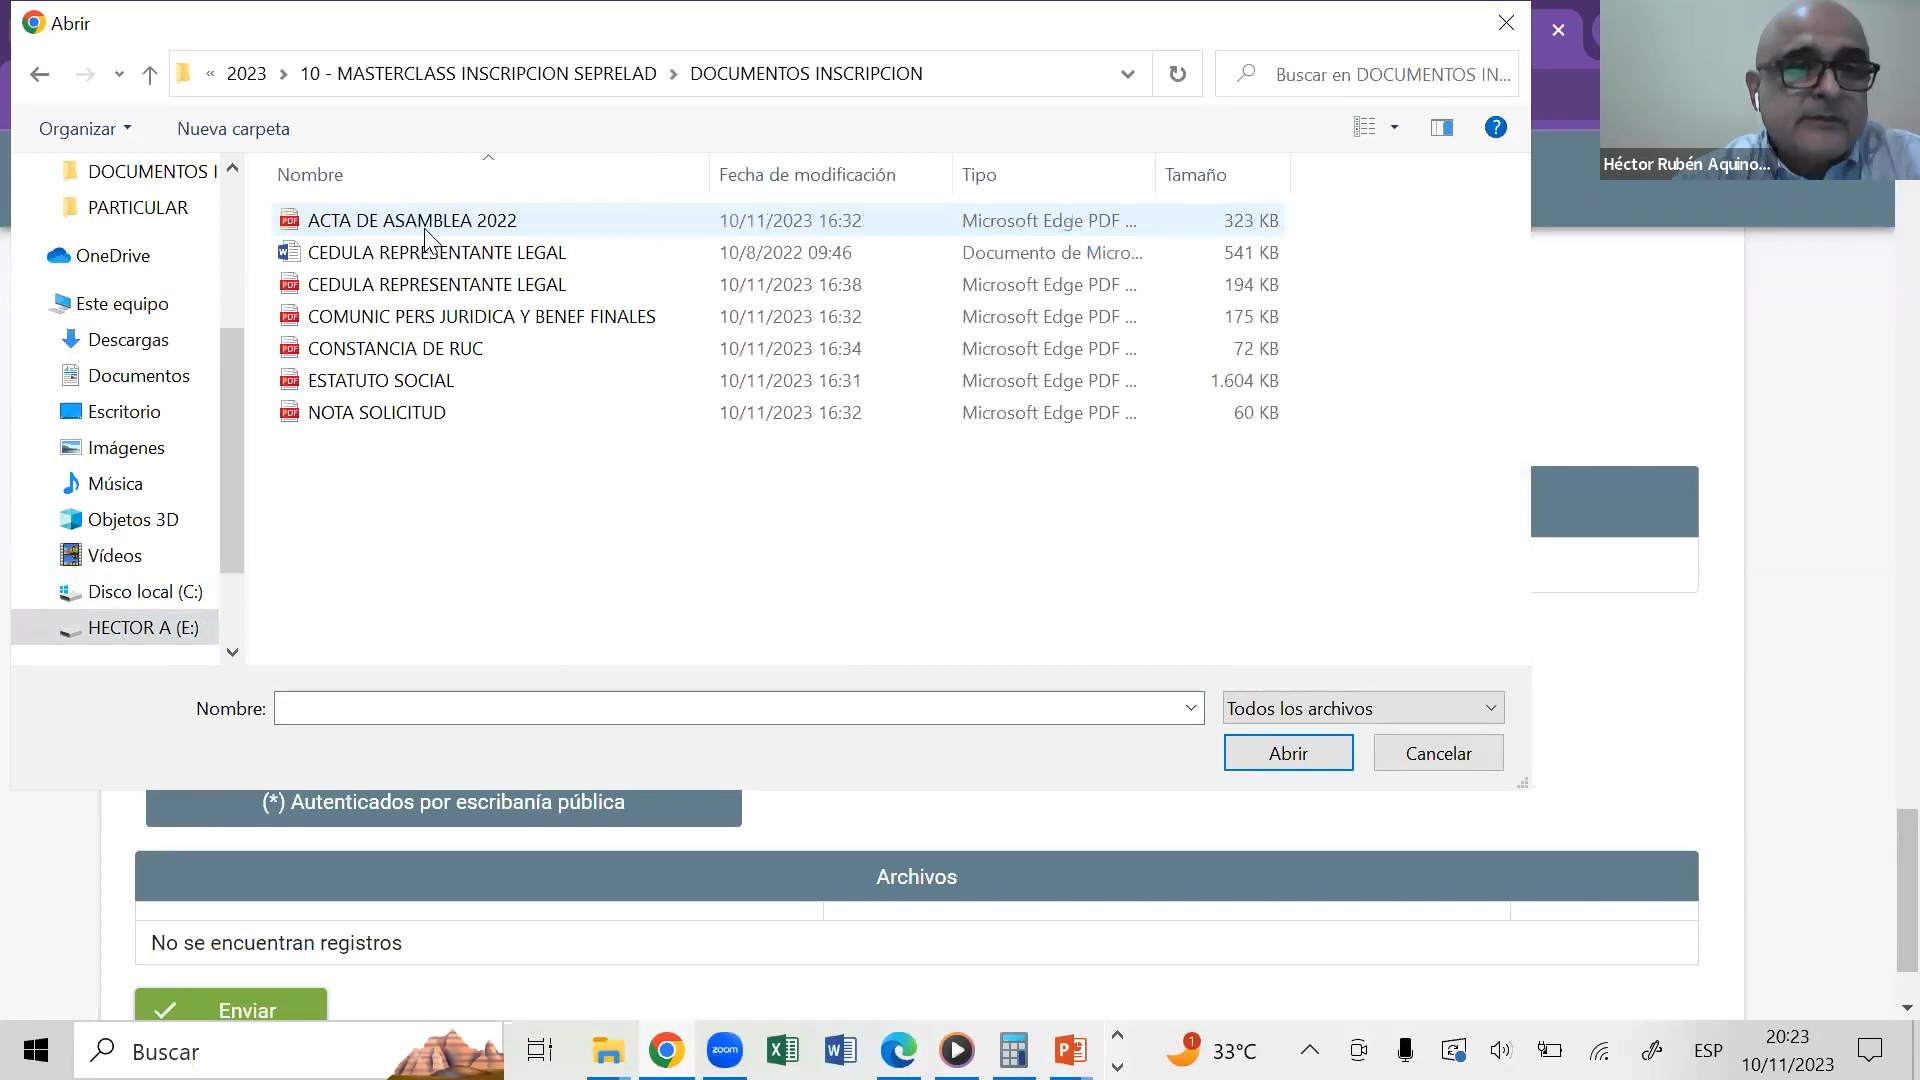 Abrir
« 2023 › 10 - MASTERCLASS INSCRIPCION SEPRELAD › DOCUMENTOS INSCRIPCION
Buscar en DOCUMENTOS IN...
Organizar
Nueva carpeta
Héctor Rubén Aquino...
DOCUMENTOS I
PARTICULAR
OneDrive
Este equipo
Descargas
Documentos
Escritorio
Imágenes
Música
Objetos 3D
Vídeos
Disco local (C:)
HECTOR A (E:)
Nombre Fecha de modificación Tipo Tamaño
ACTA DE ASAMBLEA 2022 10/11/2023 16:32 Microsoft Edge PDF ... 323 KB
CEDULA REPRESENTANTE LEGAL 10/8/2022 09:46 Documento de Micro... 541 KB
CEDULA REPRESENTANTE LEGAL 10/11/2023 16:38 Microsoft Edge PDF ... 194 KB
COMUNIC PERS JURIDICA Y BENEF FINALES 10/11/2023 16:32 Microsoft Edge PDF ... 175 KB
CONSTANCIA DE RUC 10/11/2023 16:34 Microsoft Edge PDF ... 72 KB
ESTATUTO SOCIAL 10/11/2023 16:31 Microsoft Edge PDF ... 1.604 KB
NOTA SOLICITUD 10/11/2023 16:32 Microsoft Edge PDF ... 60 KB
Nombre:
Todos los archivos
Abrir
Cancelar
(*) Autenticados por escribanía pública
Archivos
No se encuentran registros
Enviar
Buscar
zoom
1
33°C
ESP
20:23
10/11/2023